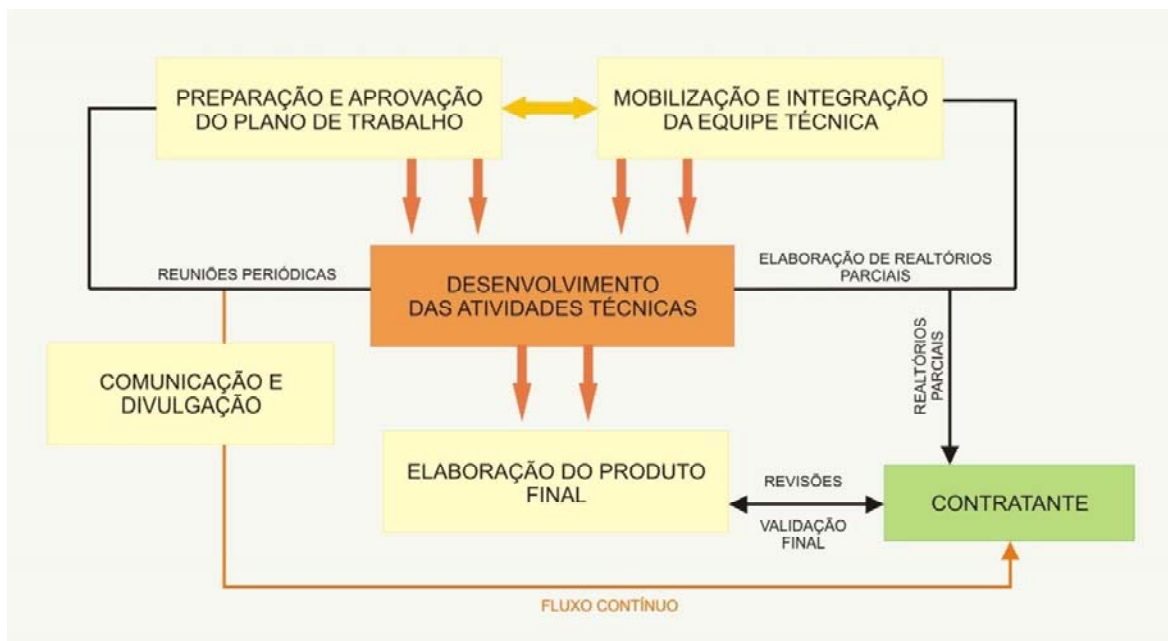 PREPARAÇÃO E APROVAÇÃO
DO PLANO DE TRABALHO
MOBILIZAÇÃO E INTEGRAÇÃO
DA EQUIPE TÉCNICA
REUNIÕES PERIÓDICAS
DESENVOLVIMENTO
DAS ATIVIDADES TÉCNICAS
ELABORAÇÃO DE REALTÓRIOS
PARCIAIS
REALTÓRIOS
PARCIAIS
COMUNICAÇÃO E
DIVULGAÇÃO
ELABORAÇÃO DO PRODUTO
FINAL
REVISÕES
VALIDAÇÃO
FINAL
CONTRATANTE
FLUXO CONTÍNUO